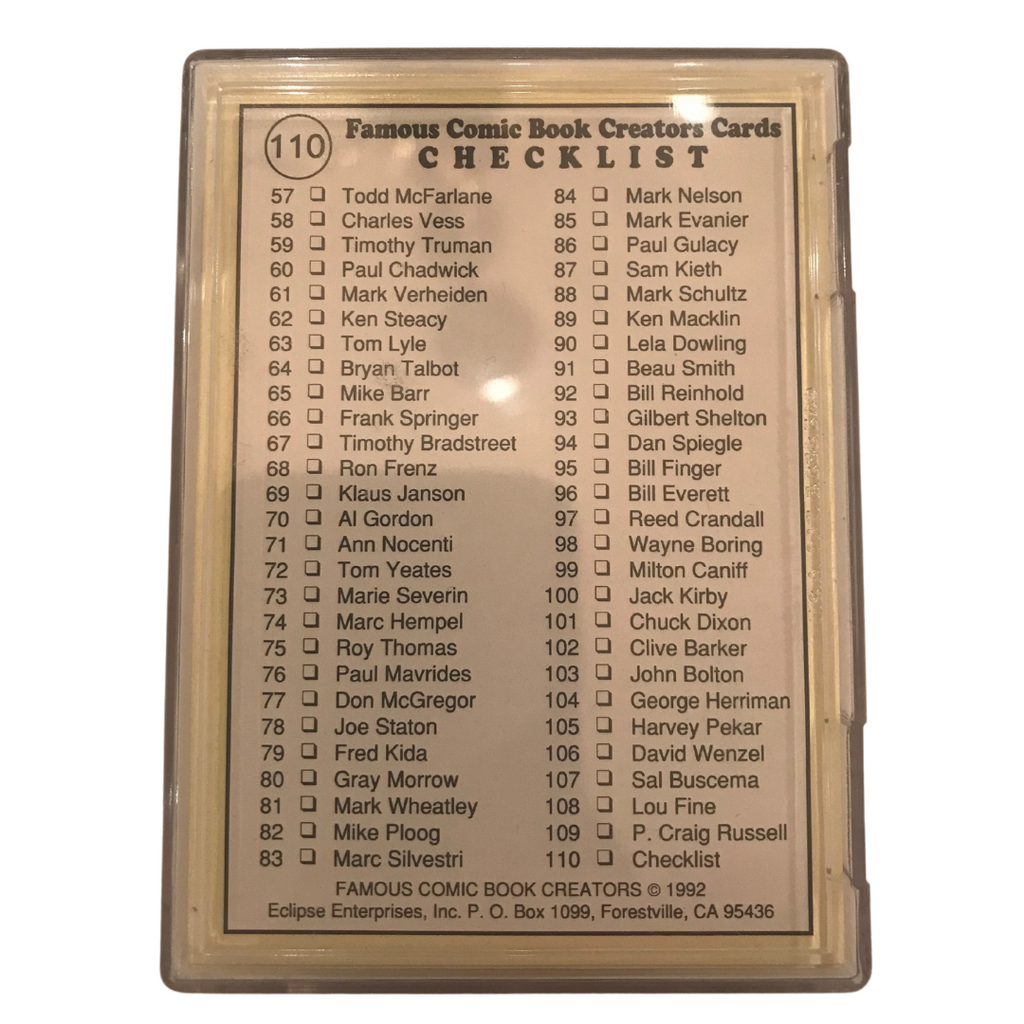 110 Famous Comic Book Creators Cards
CHECKLIST
57 ❏ Todd McFarlane
58 ❏ Charles Vess
59 ❏ Timothy Truman
60 ❏ Paul Chadwick
61 ❏ Mark Verheiden
62 ❏ Ken Steacy
63 ❏ Tom Lyle
64 ❏ Bryan Talbot
65 ❏ Mike Barr
66 ❏ Frank Springer
67 ❏ Timothy Bradstreet
68 ❏ Ron Frenz
69 ❏ Klaus Janson
70 ❏ Al Gordon
71 ❏ Ann Nocenti
72 ❏ Tom Yeates
73 ❏ Marie Severin
74 ❏ Marc Hempel
75 ❏ Roy Thomas
76 ❏ Paul Mavrides
77 ❏ Don McGregor
78 ❏ Joe Staton
79 ❏ Fred Kida
80 ❏ Gray Morrow
81 ❏ Mark Wheatley
82 ❏ Mike Ploog
83 ❏ Marc Silvestri
84 ❏ Mark Nelson
85 ❏ Mark Evanier
86 ❏ Paul Gulacy
87 ❏ Sam Kieth
88 ❏ Mark Schultz
89 ❏ Ken Macklin
90 ❏ Lela Dowling
91 ❏ Beau Smith
92 ❏ Bill Reinhold
93 ❏ Gilbert Shelton
94 ❏ Dan Spiegle
95 ❏ Bill Finger
96 ❏ Bill Everett
97 ❏ Reed Crandall
98 ❏ Wayne Boring
99 ❏ Milton Caniff
100 ❏ Jack Kirby
101 ❏ Chuck Dixon
102 ❏ Clive Barker
103 ❏ John Bolton
104 ❏ George Herriman
105 ❏ Harvey Pekar
106 ❏ David Wenzel
107 ❏ Sal Buscema
108 ❏ Lou Fine
109 ❏ P. Craig Russell
110 ❏ Checklist
FAMOUS COMIC BOOK CREATORS © 1992
Eclipse Enterprises, Inc. P. O. Box 1099, Forestville, CA 95436